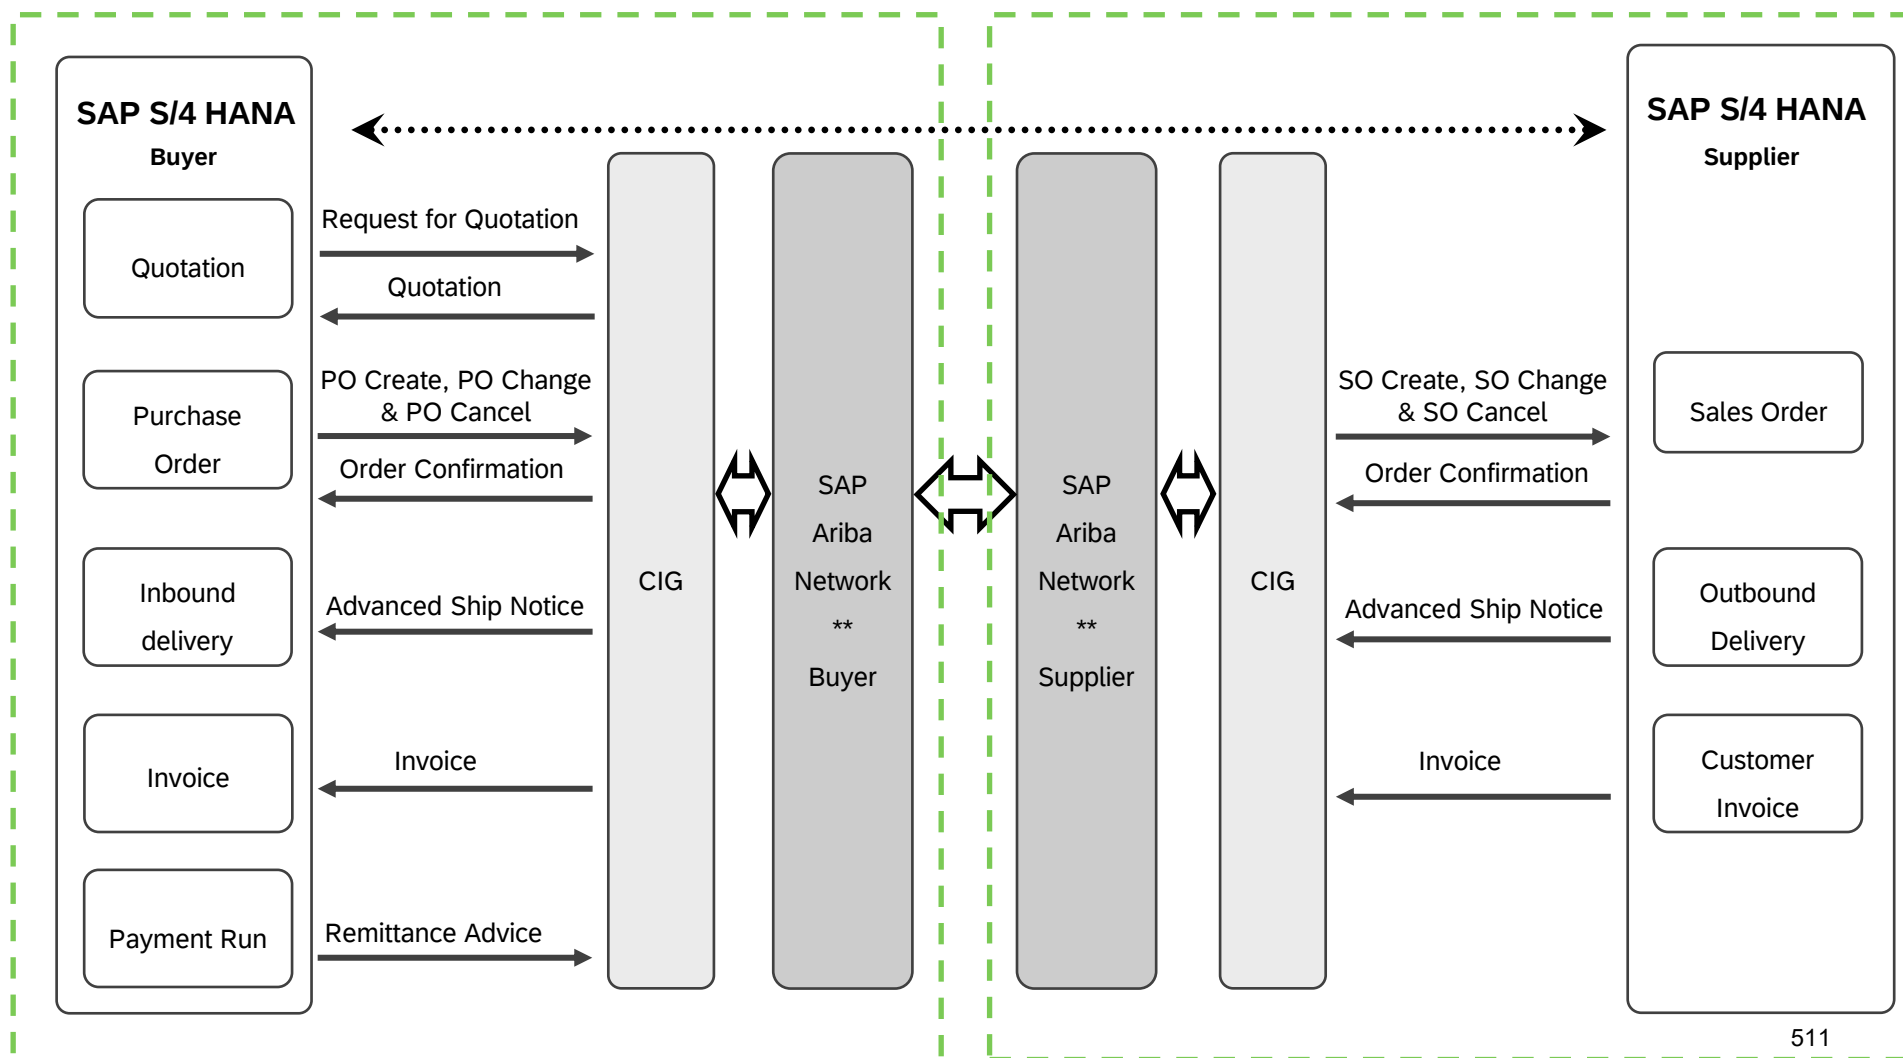 SAP S/4 HANA
Buyer
Quotation
Purchase
Order
Inbound
delivery
Invoice
Payment Run
Request for Quotation
Quotation
PO Create, PO Change
& PO Cancel
Order Confirmation
Advanced Ship Notice
Invoice
Remittance Advice
CIG
SAP
Ariba
Network
**
Buyer
SAP
Ariba
Network
**
Supplier
CIG
SO Create, SO Change
& SO Cancel
Order Confirmation
Advanced Ship Notice
Invoice
SAP S/4 HANA
Supplier
Sales Order
Outbound
Delivery
Customer
Invoice
511